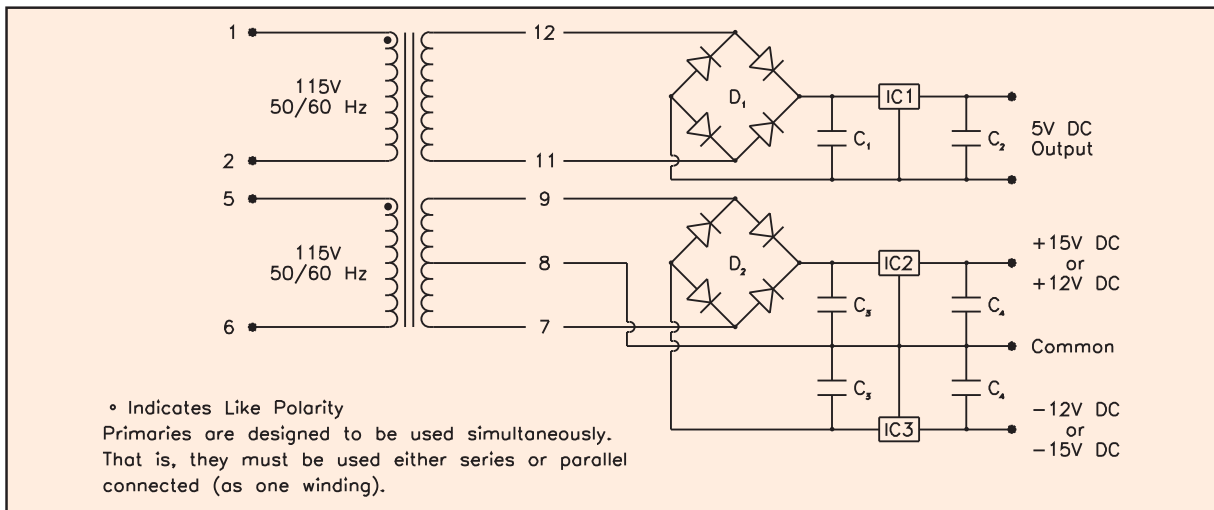 1
12
115V
50/60 Hz
D₁
IC1
C₁
C₂
5V DC
Output
2
11
5
9
115V
50/60 Hz
8
D₂
IC2
+15V DC
or
+12V DC
C₃
C₄
6
7
Common
C₃
C₄
IC3
−12V DC
or
−15V DC
° Indicates Like Polarity
Primaries are designed to be used simultaneously.
That is, they must be used either series or parallel
connected (as one winding).